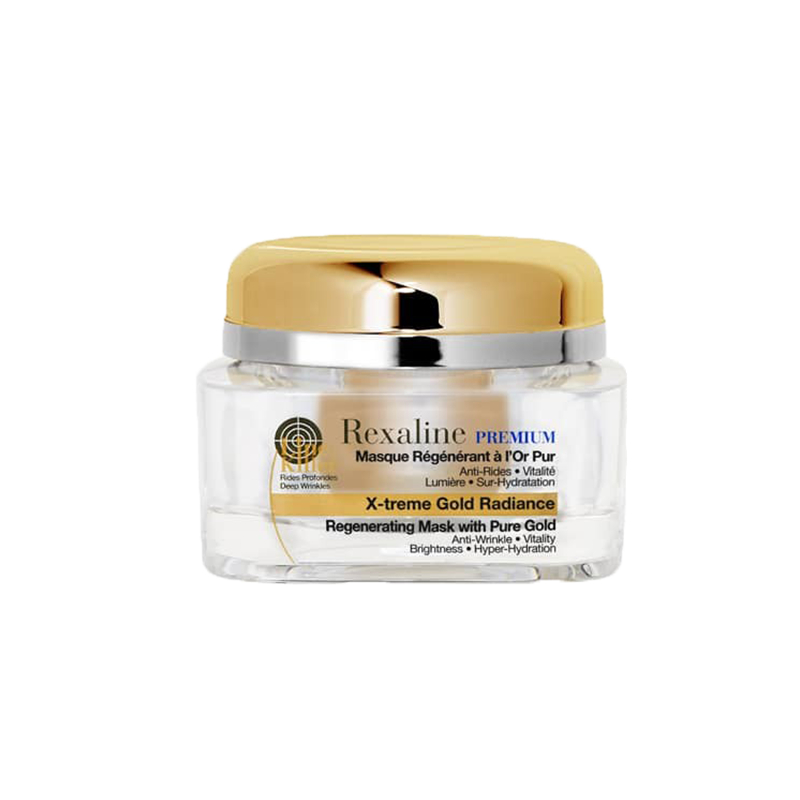 Rexaline PREMIUM
Masque Régénérant à l'Or Pur
Anti-Rides • Vitalité
Lumière • Sur-Hydratation
Rides Profondes
Deep Wrinkles
X-treme Gold Radiance
Regenerating Mask with Pure Gold
Anti-Wrinkle • Vitality
Brightness • Hyper-Hydration